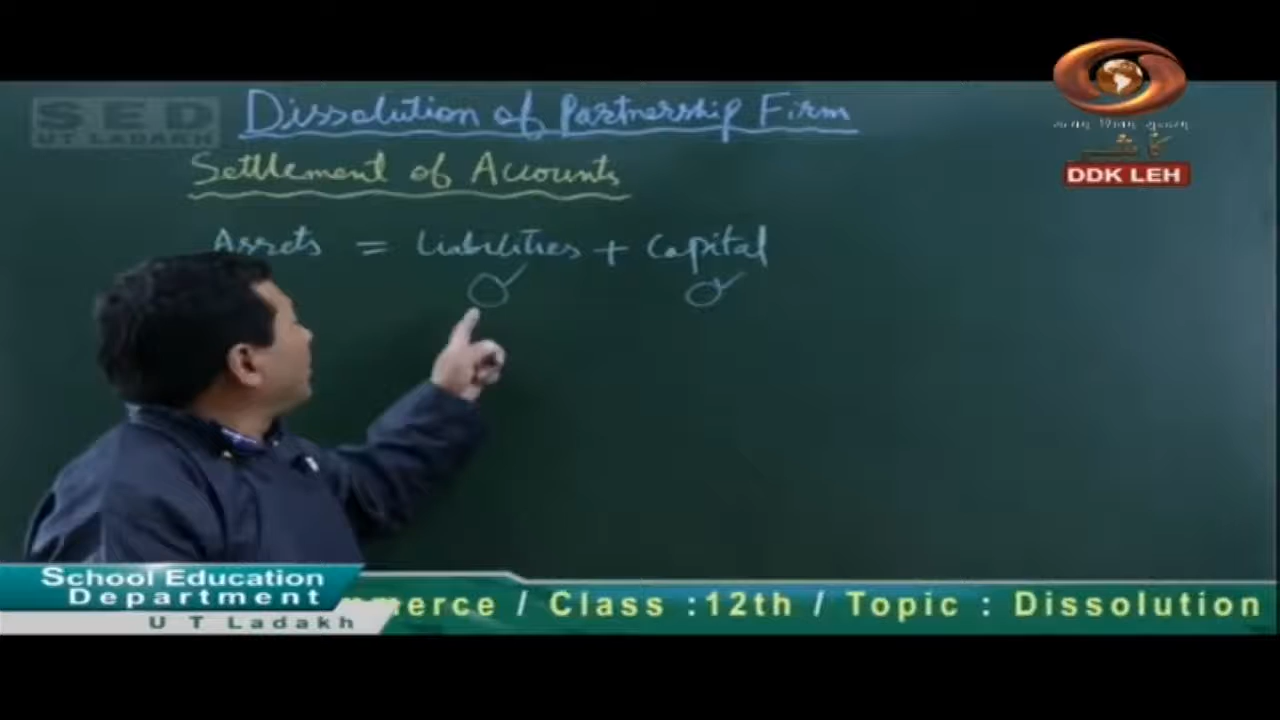 SED
UT LADAKH
Dissolution of Partnership Firm
Settlement of Accounts
Assets = Liabilities + Capital
DDK LEH
School Education
Department
U T Ladakh
mmerce / Class :12th / Topic : Dissolution